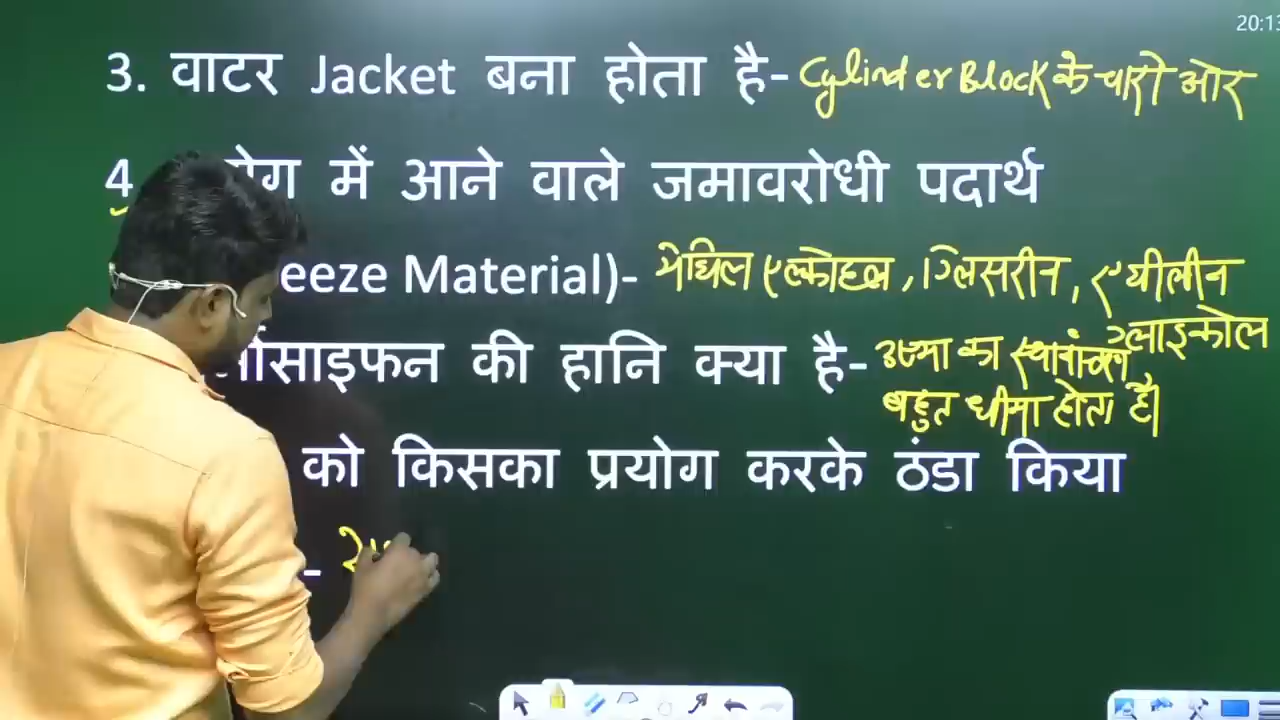 20:13
3. वाटर Jacket बना होता है- Cylinder Block के चारो ओर
4 में आने वाले जमावरोधी पदार्थ
eeze Material)- मेथिल एल्कोहल, ग्लिसरीन, एथीलीन ग्लाइकोल
साइफन की हानि क्या है- उष्मा का स्थानांतरण
बहुत धीमा होता है।
को किसका प्रयोग करके ठंडा किया
-